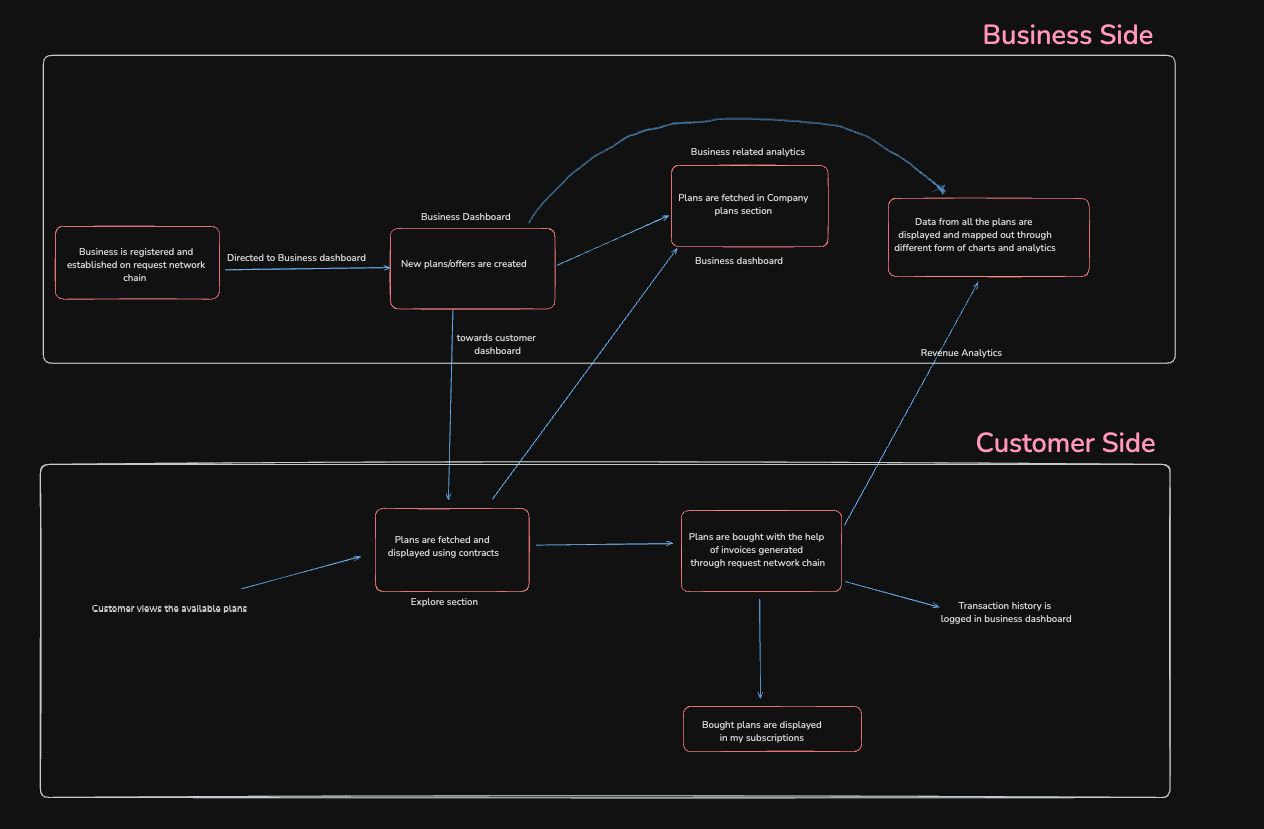 Business Side
Business related analytics
Plans are fetched in Company
plans section
Business dashboard
Business Dashboard
New plans/offers are created
Data from all the plans are
displayed and mapped out through
different form of charts and analytics
Business is registered and
established on request network
chain
Directed to Business dashboard
towards customer
dashboard
Revenue Analytics
Customer Side
Plans are fetched and
displayed using contracts
Explore section
Plans are bought with the help
of invoices generated
through request network chain
Customer views the available plans
Transaction history is
logged in business dashboard
Bought plans are displayed
in my subscriptions